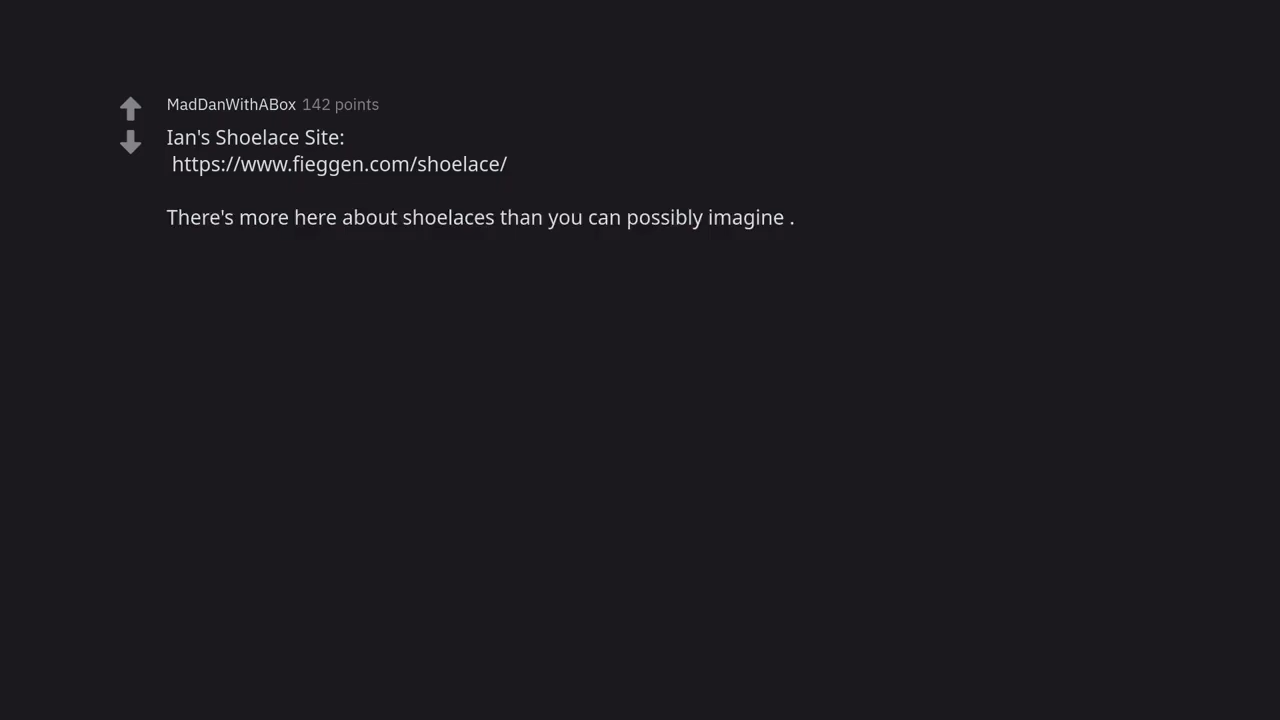 MadDanWithABox 142 points
Ian's Shoelace Site:
https://www.fieggen.com/shoelace/
There's more here about shoelaces than you can possibly imagine .